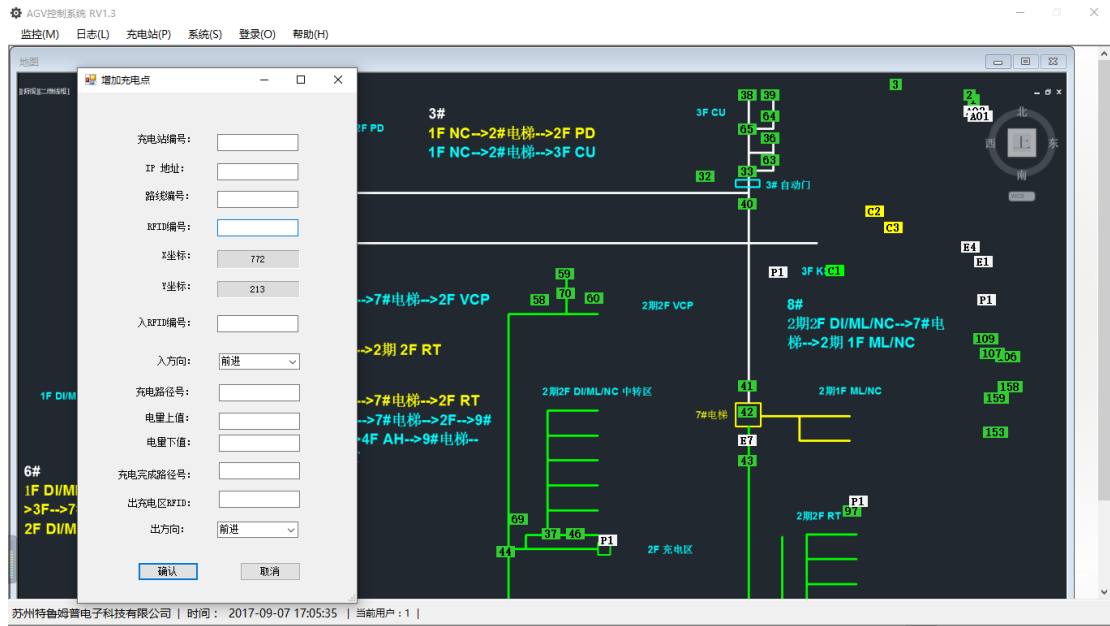 AGV控制系统 RV1.3
监控(M) 日志(L) 充电站(P) 系统(S) 登录(O) 帮助(H)
地图
增加充电点
充电站编号：
IP 地址：
路线编号：
RFID编号：
X坐标： 772
Y坐标： 213
入RFID编号：
入方向： 前进
充电路径号：
电量上值：
电量下值：
充电完成路径号：
出充电区RFID：
出方向： 前进
确认 取消
2F PD
3#
1F NC-->2#电梯-->2F PD
1F NC-->2#电梯-->3F CU
3F CU
38 39
64
65
36
63
33
32
3# 自动门
40
3
2
1
A01
北
西 上 东
南
WCS
C2
C3
E4
E1
P1 3F K C1
P1
8#
2期2F DI/ML/NC-->7#电
梯-->2期 1F ML/NC
109
107 106
158
159
153
59
58 70 60
2期2F VCP
-->7#电梯-->2F VCP
-->2期 2F RT
-->7#电梯-->2F RT
-->7#电梯-->2F-->9#
4F AH-->9#电梯--
1F DI/M
2期2F DI/ML/NC 中转区
41
2期1F ML/NC
7#电梯 42
E7
43
6#
1F DI/MI
>3F-->7
2F DI/M
P1
2期2F RT 97
69
37 46 P1
44
2F 充电区
苏州特鲁姆普电子科技有限公司 | 时间： 2017-09-07 17:05:35 | 当前用户：1 |